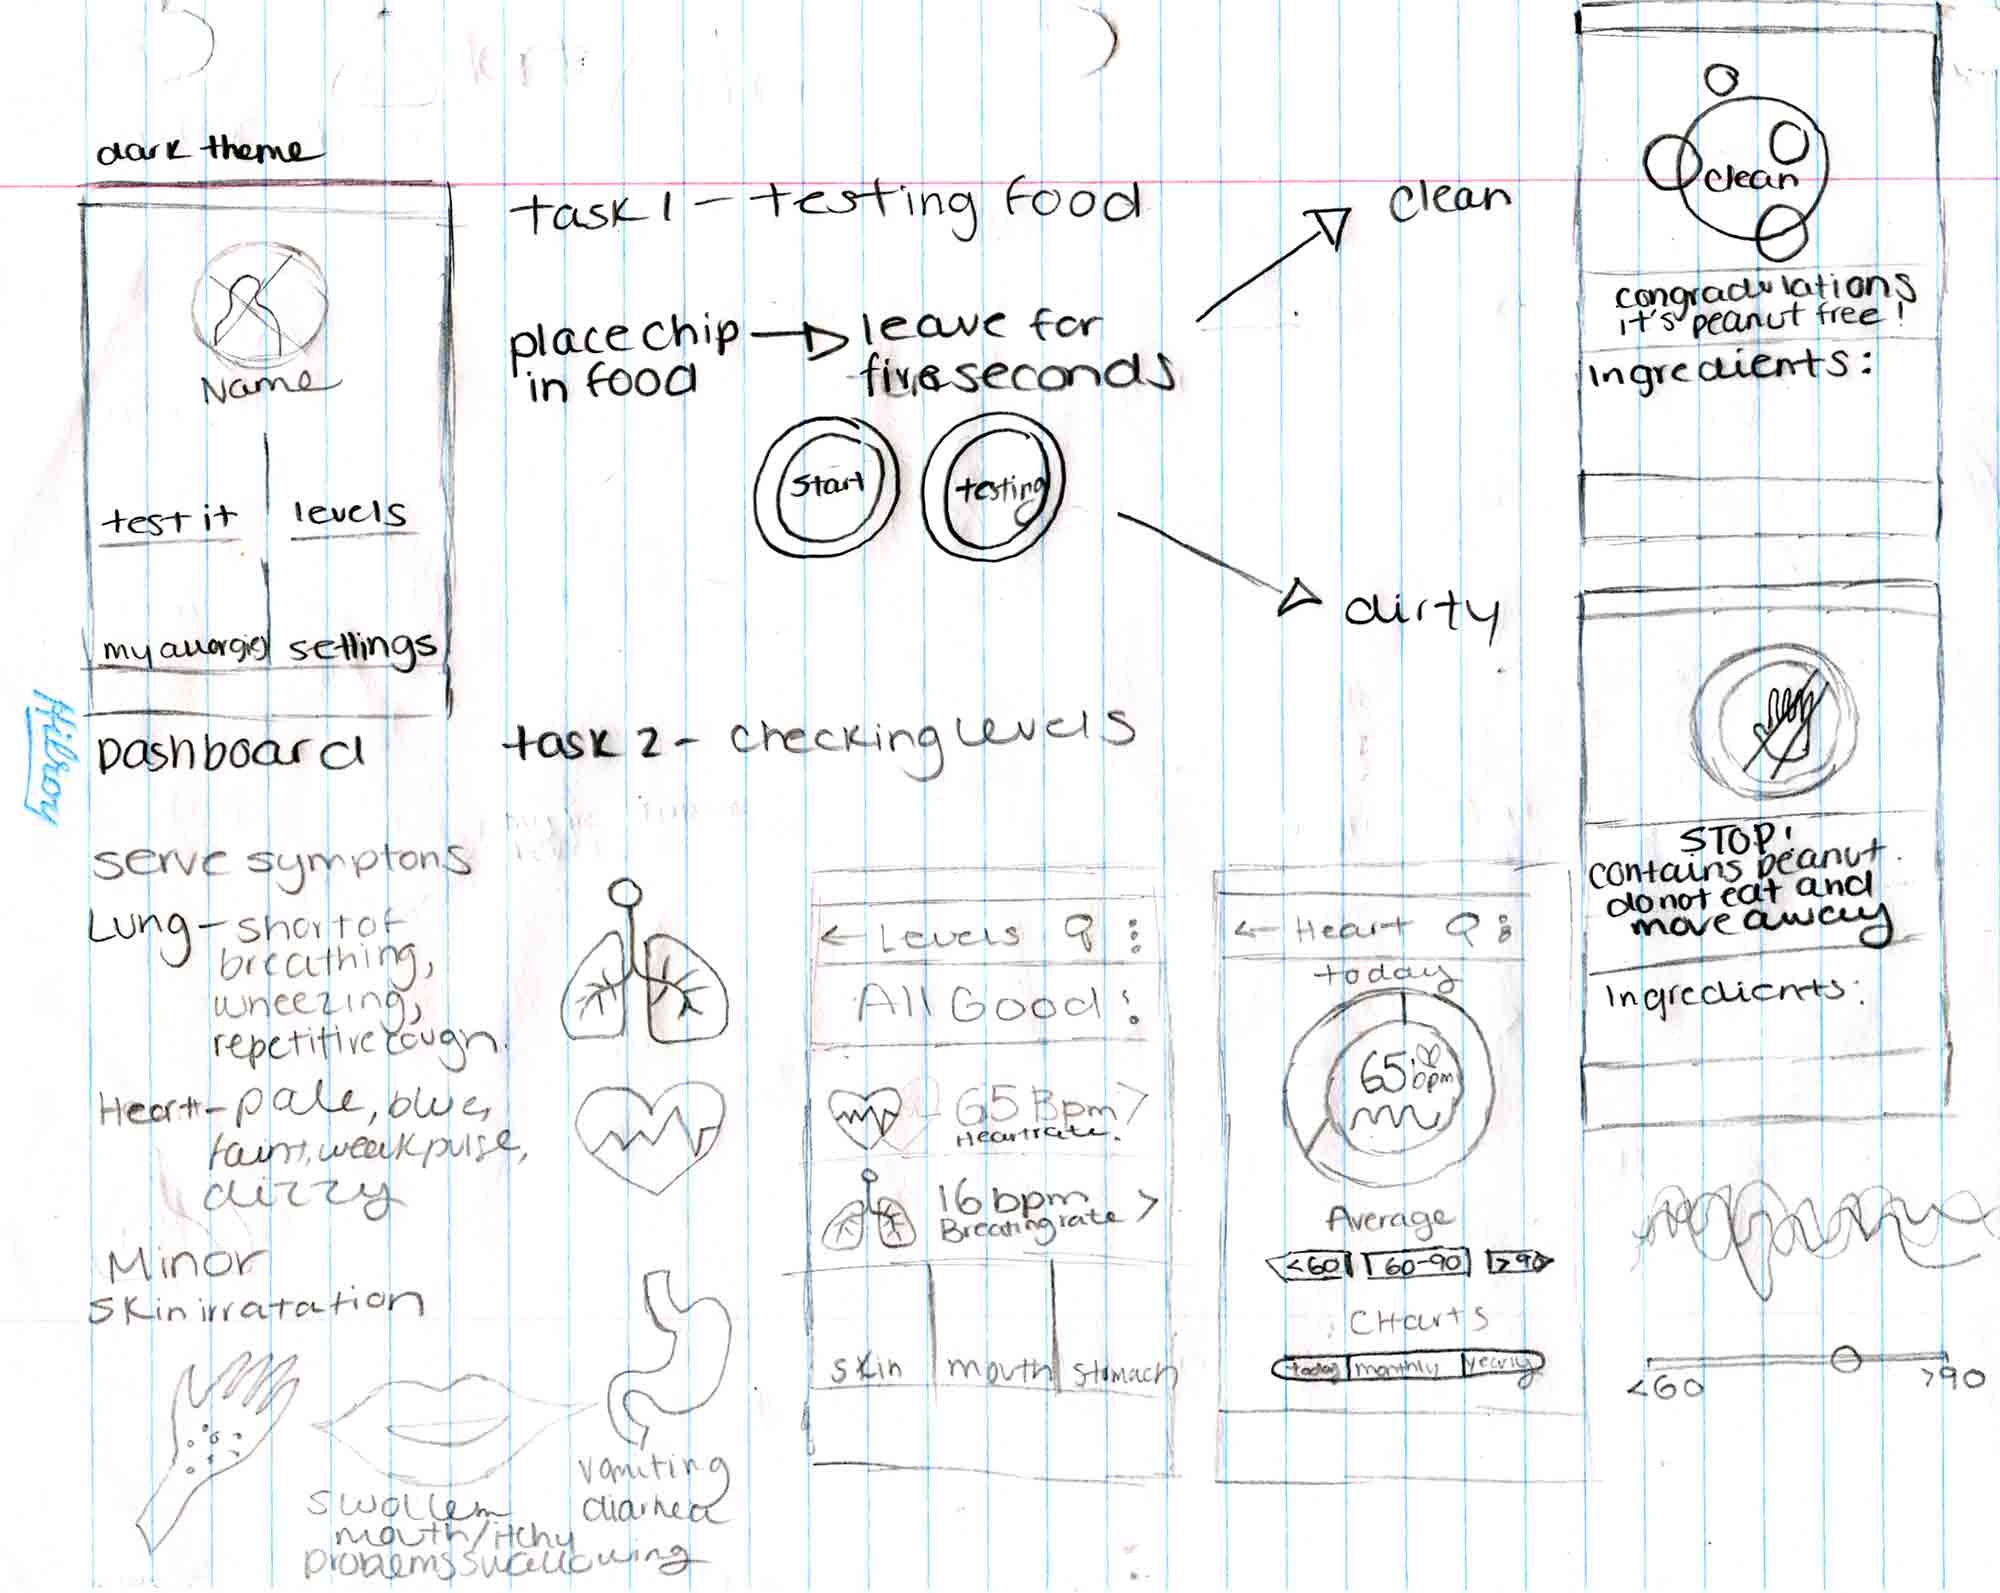 dark theme
Name
test it
levels
my allergies
settings
Dashboard
Hilroy
task 1 - testing food
place chip
in food
leave for
five seconds
Start
testing
clean
dirty
clean
congradulations
it's peanut free!
Ingredients:
STOP!
contains peanut.
do not eat and
move away
Ingredients:
task 2 - checking levels
serve symptons
Lung - short of
breathing,
wheezing,
repetitive cough.
Heart - pale, blue,
faint, weak pulse,
dizzy
Minor
skin irratation
swollen
mouth/itchy
problems swallowing
vomiting
diarhea
← Levels
All Good
65 Bpm >
Heart rate.
16 bpm >
Breating rate
skin
mouth
stomach
← Heart
today
65 bpm
Average
<60
60-90
>90
Charts
today
monthly
yearly
<60
>90